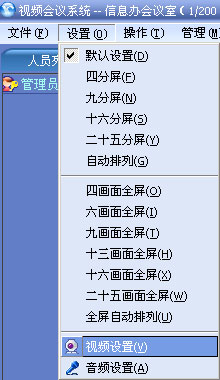 视频会议系统 -- 信息办会议室( 1/200
文件(F) 设置(U) 操作(T) 管理(
人员列
管理员
默认设置(D)
四分屏(F)
九分屏(N)
十六分屏(S)
二十五分屏(Y)
自动排列(G)
四画面全屏(O)
六画面全屏(I)
九画面全屏(T)
十三画面全屏(H)
十六画面全屏(X)
二十五画面全屏(W)
全屏自动排列(U)
视频设置(V)
音频设置(A)